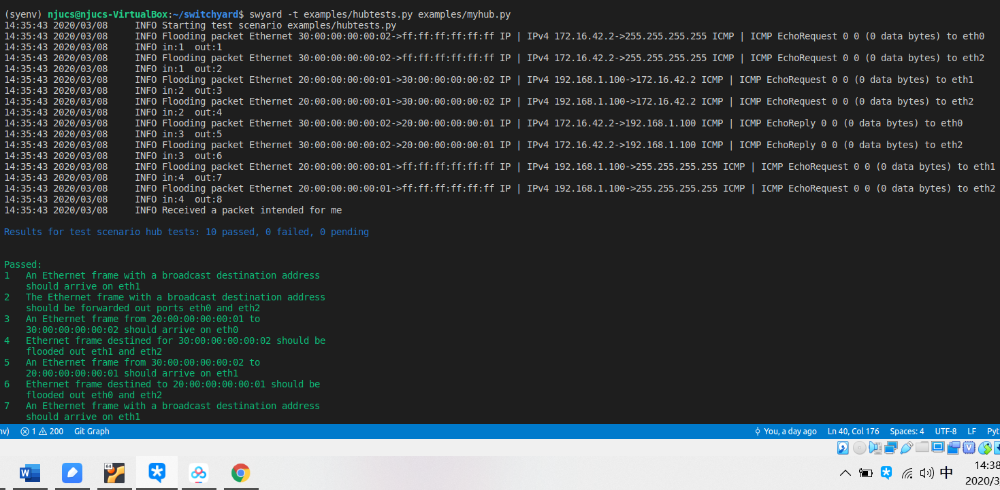 (syenv) njucs@njucs-VirtualBox:~/switchyard$ swyard -t examples/hubtests.py examples/myhub.py
14:35:43 2020/03/08     INFO Starting test scenario examples/hubtests.py
14:35:43 2020/03/08     INFO Flooding packet Ethernet 30:00:00:00:00:02->ff:ff:ff:ff:ff:ff IP | IPv4 172.16.42.2->255.255.255.255 ICMP | ICMP EchoRequest 0 0 (0 data bytes) to eth0
14:35:43 2020/03/08     INFO in:1  out:1
14:35:43 2020/03/08     INFO Flooding packet Ethernet 30:00:00:00:00:02->ff:ff:ff:ff:ff:ff IP | IPv4 172.16.42.2->255.255.255.255 ICMP | ICMP EchoRequest 0 0 (0 data bytes) to eth2
14:35:43 2020/03/08     INFO in:1  out:2
14:35:43 2020/03/08     INFO Flooding packet Ethernet 20:00:00:00:00:01->30:00:00:00:00:02 IP | IPv4 192.168.1.100->172.16.42.2 ICMP | ICMP EchoRequest 0 0 (0 data bytes) to eth1
14:35:43 2020/03/08     INFO in:2  out:3
14:35:43 2020/03/08     INFO Flooding packet Ethernet 20:00:00:00:00:01->30:00:00:00:00:02 IP | IPv4 192.168.1.100->172.16.42.2 ICMP | ICMP EchoRequest 0 0 (0 data bytes) to eth2
14:35:43 2020/03/08     INFO in:2  out:4
14:35:43 2020/03/08     INFO Flooding packet Ethernet 30:00:00:00:00:02->20:00:00:00:00:01 IP | IPv4 172.16.42.2->192.168.1.100 ICMP | ICMP EchoReply 0 0 (0 data bytes) to eth0
14:35:43 2020/03/08     INFO in:3  out:5
14:35:43 2020/03/08     INFO Flooding packet Ethernet 30:00:00:00:00:02->20:00:00:00:00:01 IP | IPv4 172.16.42.2->192.168.1.100 ICMP | ICMP EchoReply 0 0 (0 data bytes) to eth2
14:35:43 2020/03/08     INFO in:3  out:6
14:35:43 2020/03/08     INFO Flooding packet Ethernet 20:00:00:00:00:01->ff:ff:ff:ff:ff:ff IP | IPv4 192.168.1.100->255.255.255.255 ICMP | ICMP EchoRequest 0 0 (0 data bytes) to eth1
14:35:43 2020/03/08     INFO in:4  out:7
14:35:43 2020/03/08     INFO Flooding packet Ethernet 20:00:00:00:00:01->ff:ff:ff:ff:ff:ff IP | IPv4 192.168.1.100->255.255.255.255 ICMP | ICMP EchoRequest 0 0 (0 data bytes) to eth2
14:35:43 2020/03/08     INFO in:4  out:8
14:35:43 2020/03/08     INFO Received a packet intended for me
Results for test scenario hub tests: 10 passed, 0 failed, 0 pending
Passed:
1   An Ethernet frame with a broadcast destination address
    should arrive on eth1
2   The Ethernet frame with a broadcast destination address
    should be forwarded out ports eth0 and eth2
3   An Ethernet frame from 20:00:00:00:00:01 to
    30:00:00:00:00:02 should arrive on eth0
4   Ethernet frame destined for 30:00:00:00:00:02 should be
    flooded out eth1 and eth2
5   An Ethernet frame from 30:00:00:00:00:02 to
    20:00:00:00:00:01 should arrive on eth1
6   Ethernet frame destined to 20:00:00:00:00:01 should be
    flooded out eth0 and eth2
7   An Ethernet frame with a broadcast destination address
    should arrive on eth1
nv) 1 200 Git Graph You, a day ago Ln 40, Col 176 Spaces: 4 UTF-8 LF Pyt
V
W 64 中 14:38
2020/3